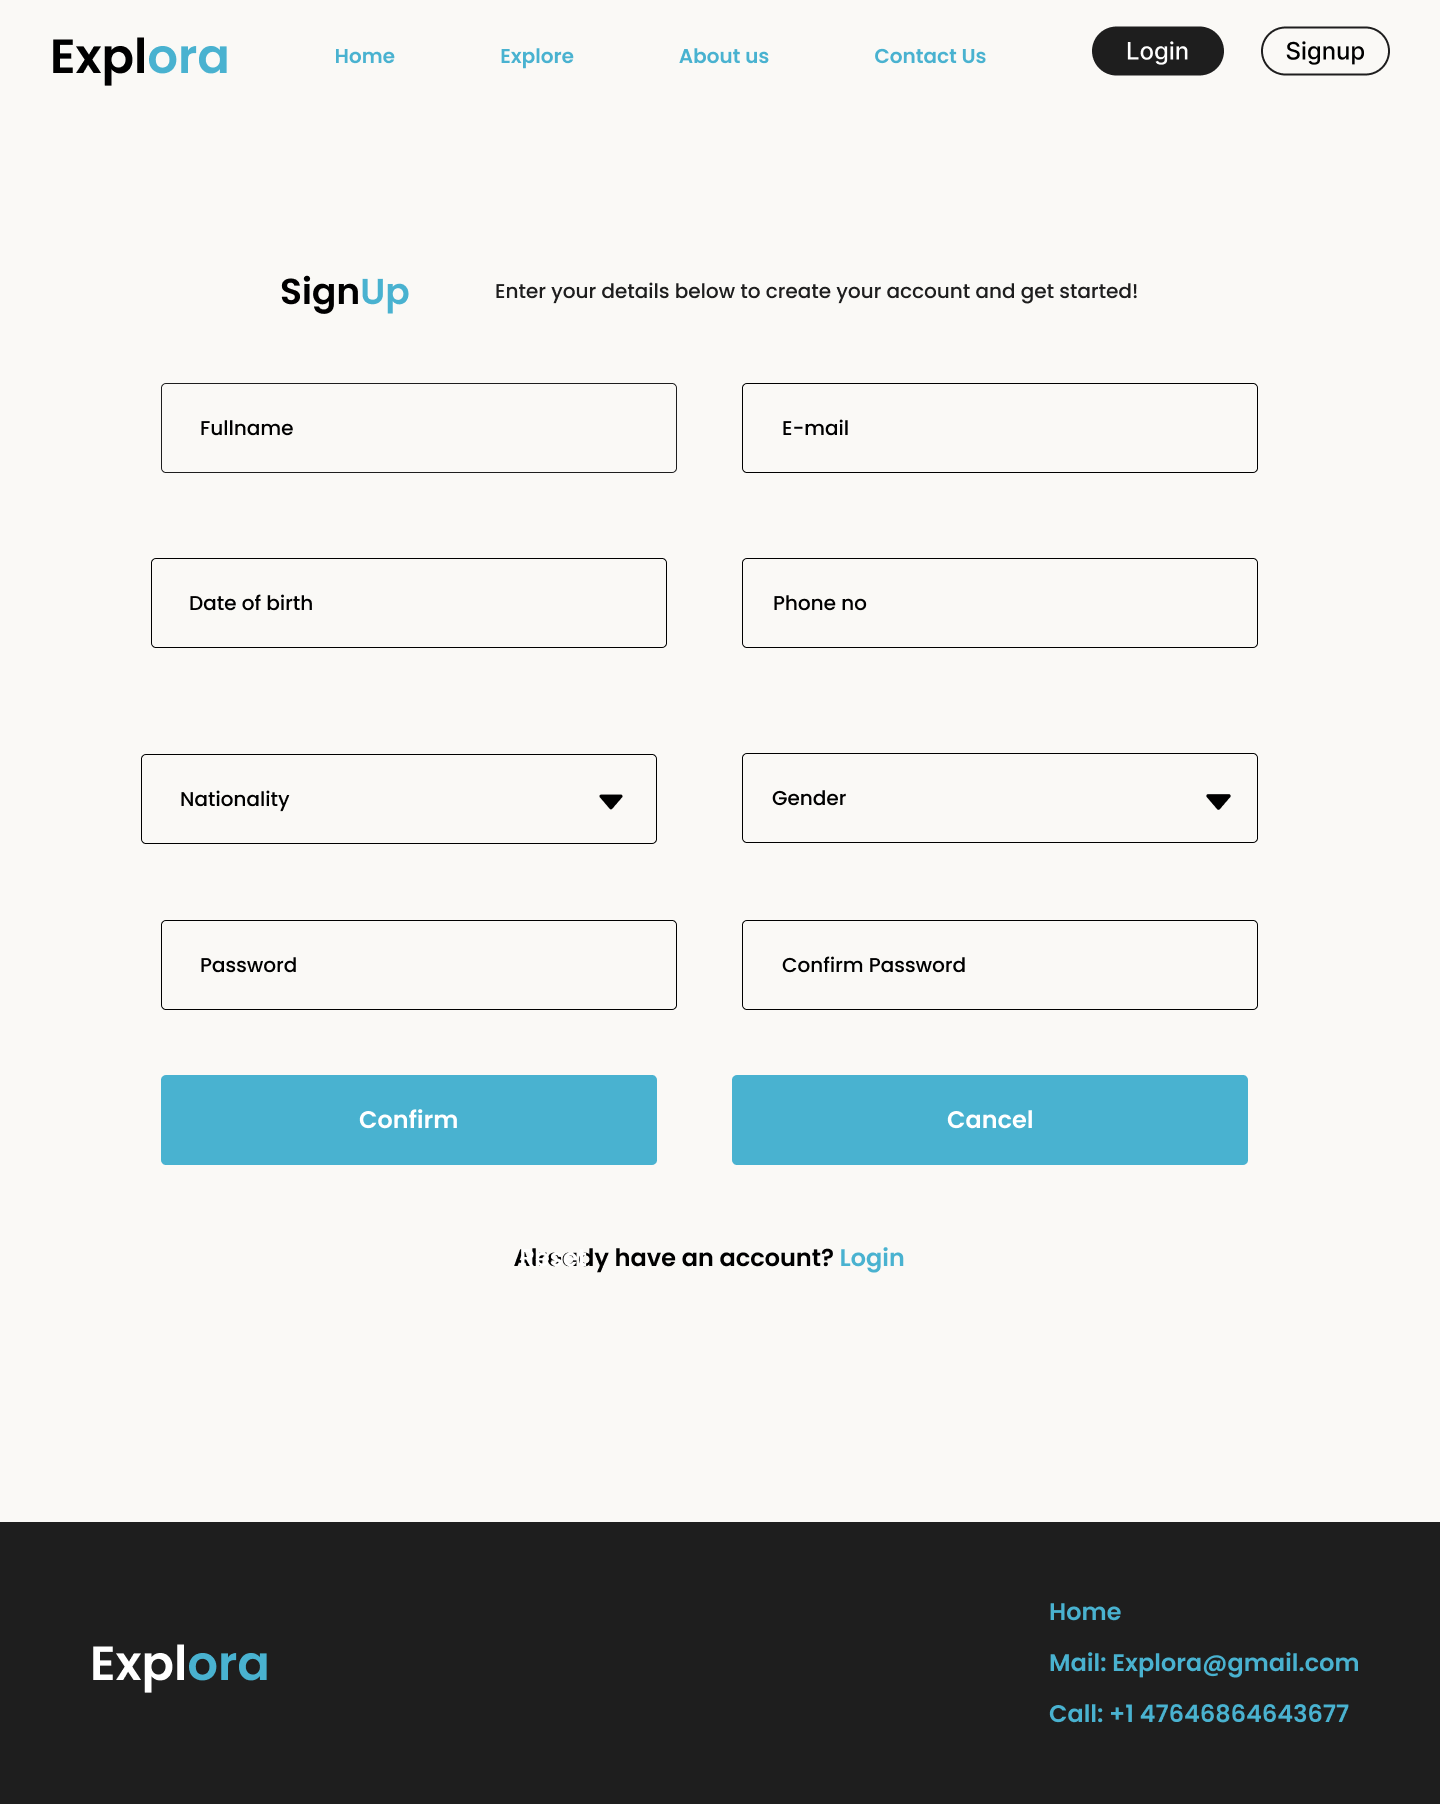 Explora
Home Explore About us Contact Us Login Signup
SignUp Enter your details below to create your account and get started!
Fullname E-mail
Date of birth Phone no
Nationality Gender
Password Confirm Password
Confirm Cancel
Already have an account? Login
Home
Explora
Mail: Explora@gmail.com
Call: +1 47646864643677